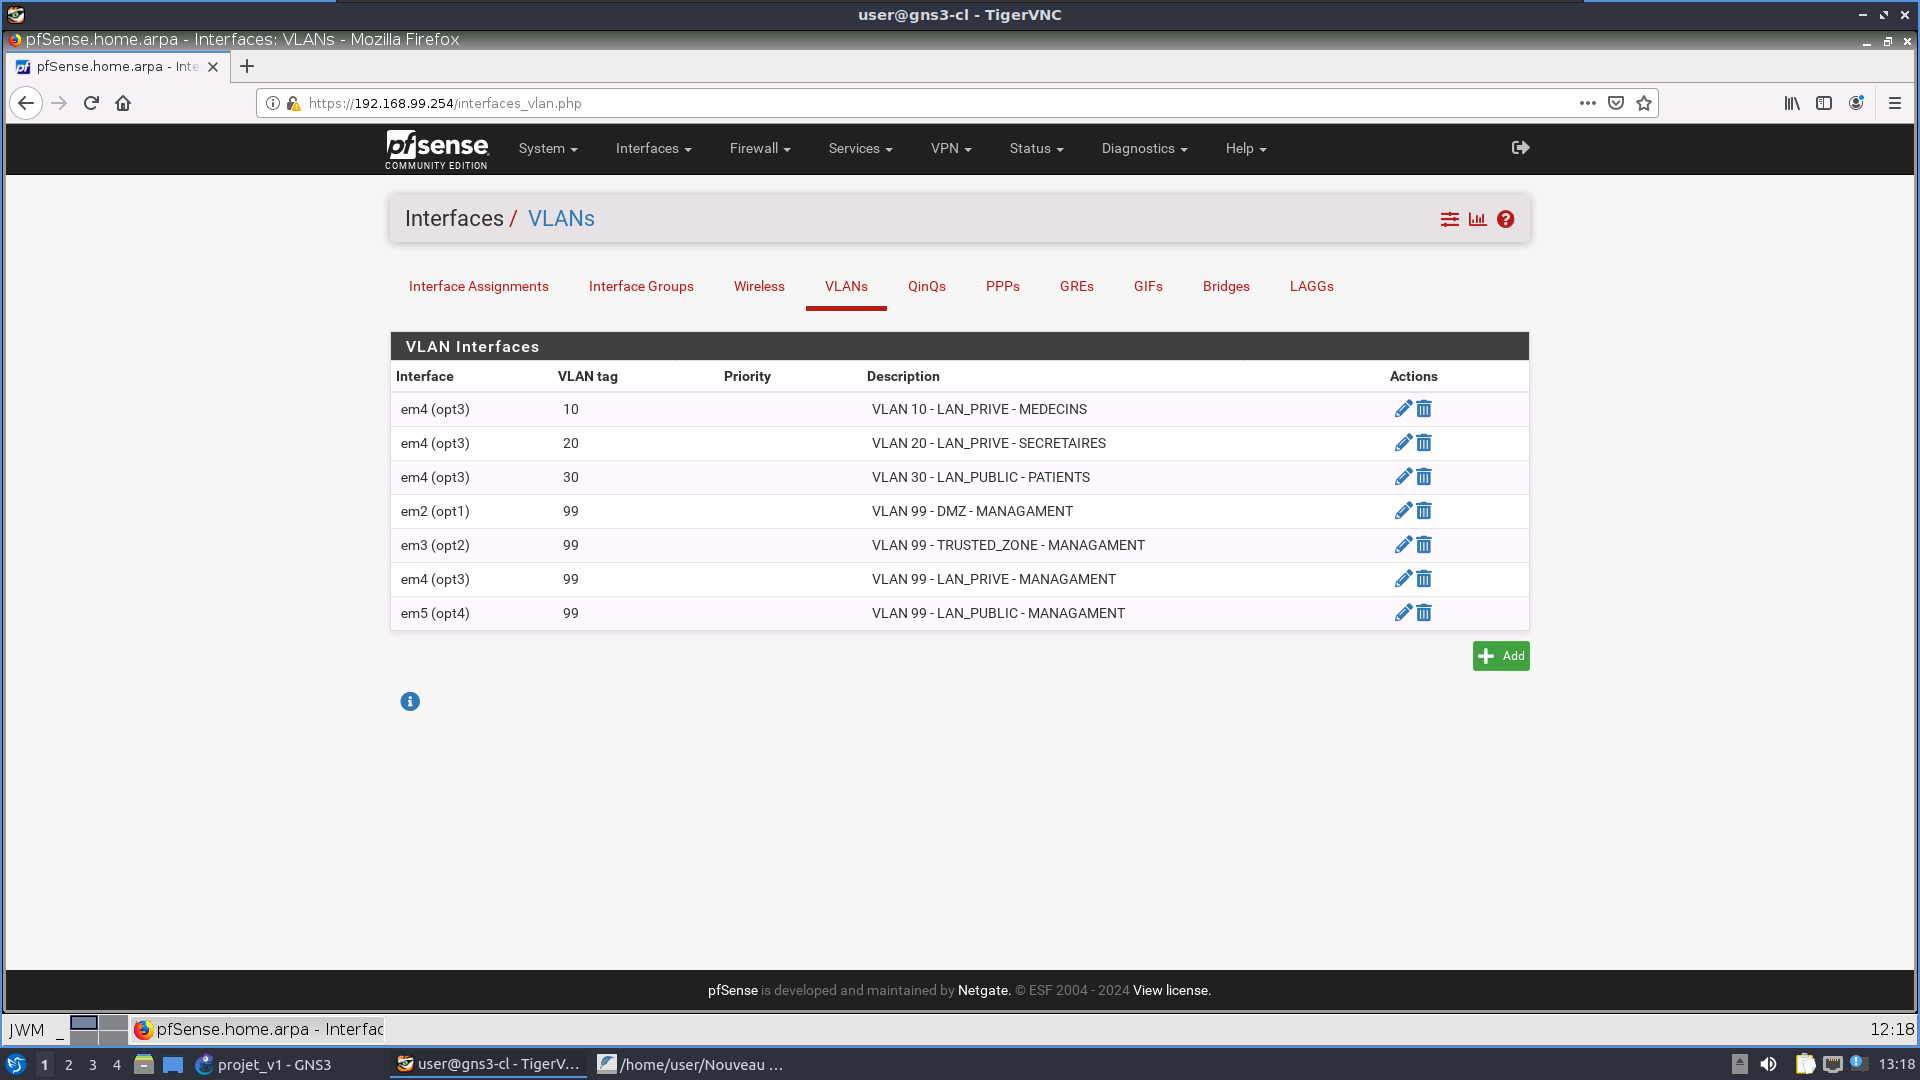 user@gns3-cl - TigerVNC
pfSense.home.arpa - Interfaces: VLANs - Mozilla Firefox
pfSense.home.arpa - Inte
https://192.168.99.254/interfaces_vlan.php
pfsense
COMMUNITY EDITION
System Interfaces Firewall Services VPN Status Diagnostics Help
Interfaces / VLANs
Interface Assignments Interface Groups Wireless VLANs QinQs PPPs GREs GIFs Bridges LAGGs
VLAN Interfaces
Interface VLAN tag Priority Description Actions
em4 (opt3) 10 VLAN 10 - LAN_PRIVE - MEDECINS
em4 (opt3) 20 VLAN 20 - LAN_PRIVE - SECRETAIRES
em4 (opt3) 30 VLAN 30 - LAN_PUBLIC - PATIENTS
em2 (opt1) 99 VLAN 99 - DMZ - MANAGAMENT
em3 (opt2) 99 VLAN 99 - TRUSTED_ZONE - MANAGAMENT
em4 (opt3) 99 VLAN 99 - LAN_PRIVE - MANAGAMENT
em5 (opt4) 99 VLAN 99 - LAN_PUBLIC - MANAGAMENT
Add
pfSense is developed and maintained by Netgate. © ESF 2004 - 2024 View license.
JWM _ pfSense.home.arpa - Interfac 12:18
1 2 3 4 projet_v1 - GNS3 user@gns3-cl - TigerV... /home/user/Nouveau ... 13:18